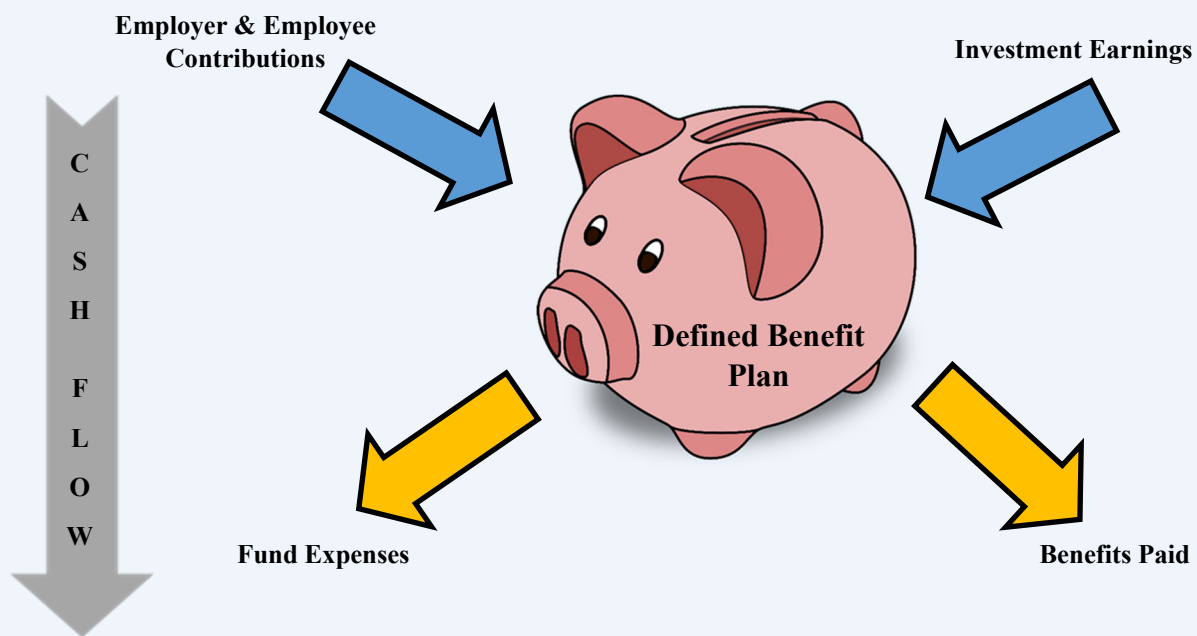 Employer & Employee
Contributions
Investment Earnings
C
A
S
H
F
L
O
W
Defined Benefit
Plan
Fund Expenses
Benefits Paid